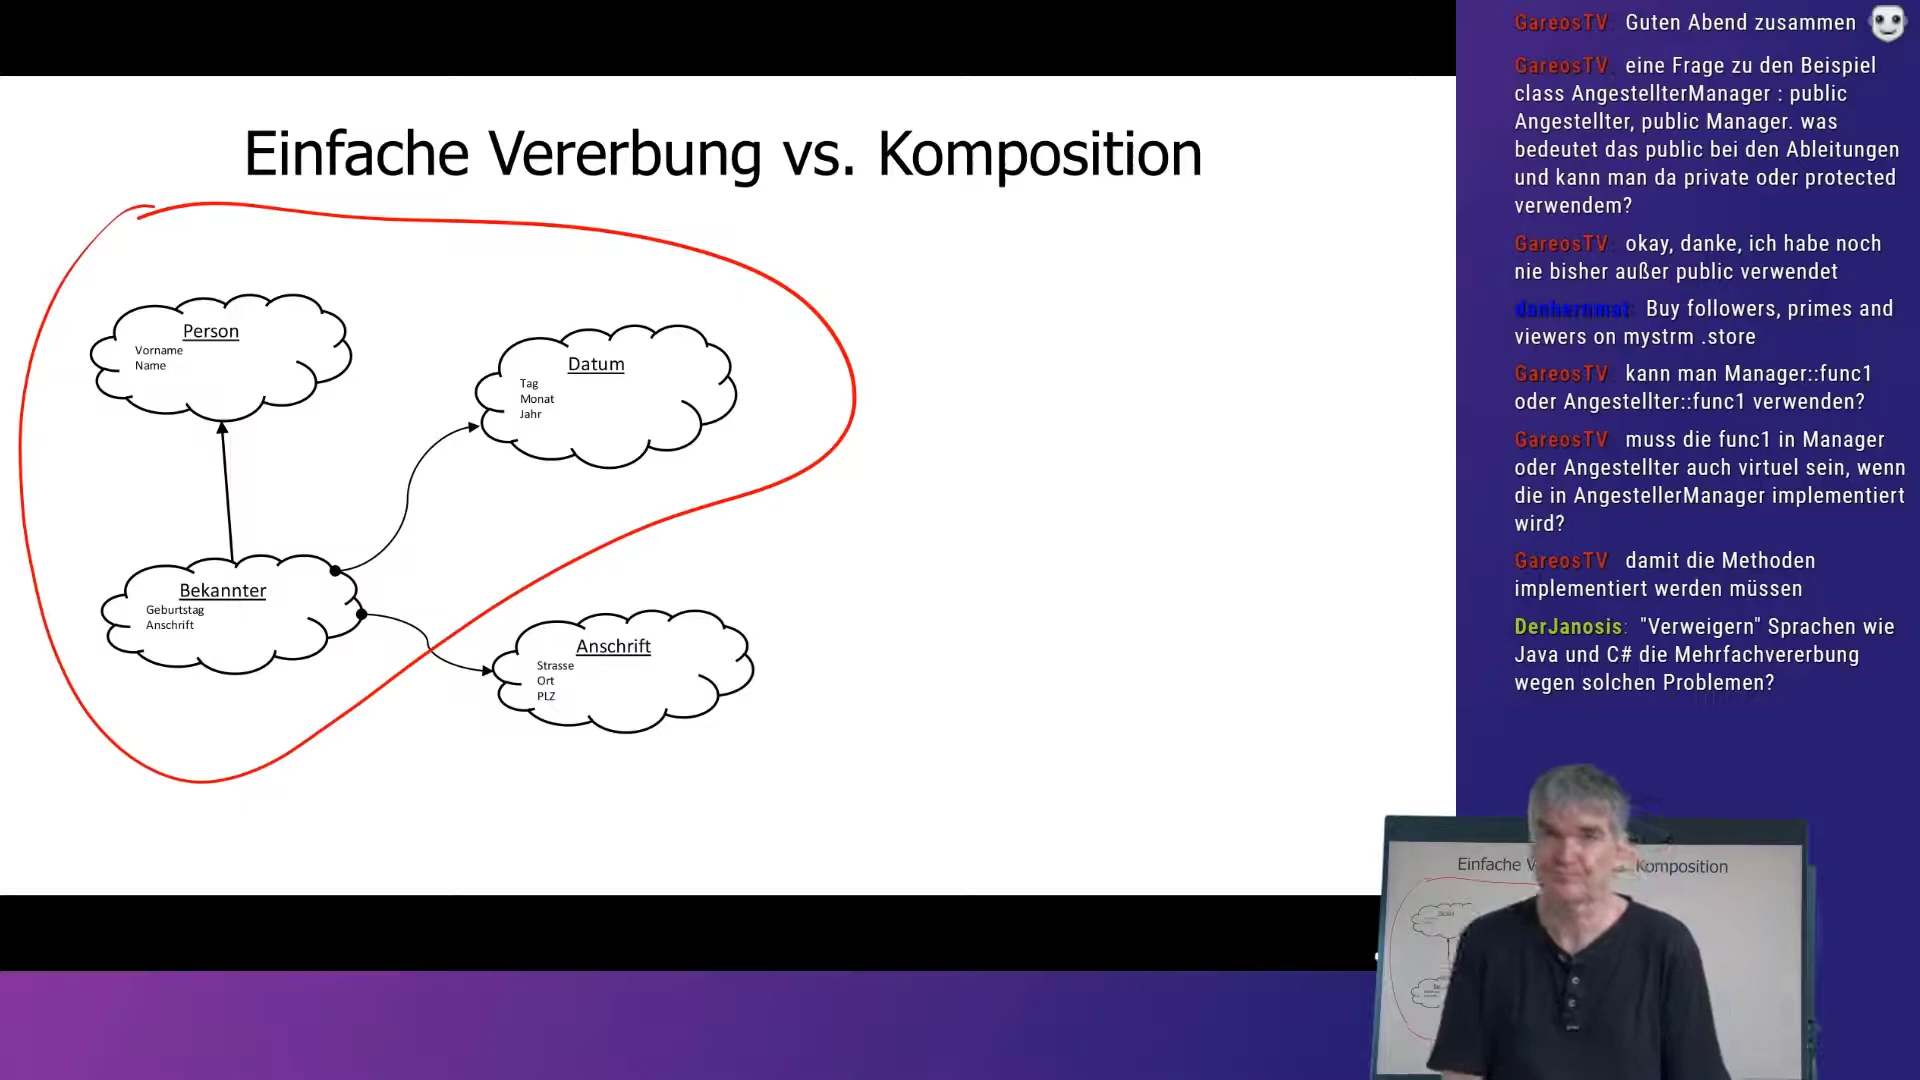 Einfache Vererbung vs. Komposition
Person
Vorname
Name
Datum
Tag
Monat
Jahr
Bekannter
Geburtstag
Anschrift
Anschrift
Strasse
Ort
PLZ
GareosTV: Guten Abend zusammen
GareosTV: eine Frage zu den Beispiel
class AngestellterManager : public
Angestellter, public Manager. was
bedeutet das public bei den Ableitungen
und kann man da private oder protected
verwendem?
GareosTV: okay, danke, ich habe noch
nie bisher außer public verwendet
danhernmat: Buy followers, primes and
viewers on mystrm .store
GareosTV: kann man Manager::func1
oder Angestellter::func1 verwenden?
GareosTV: muss die func1 in Manager
oder Angestellter auch virtuel sein, wenn
die in AngestellerManager implementiert
wird?
GareosTV: damit die Methoden
implementiert werden müssen
DerJanosis: "Verweigern" Sprachen wie
Java und C# die Mehrfachvererbung
wegen solchen Problemen?
Einfache V Komposition